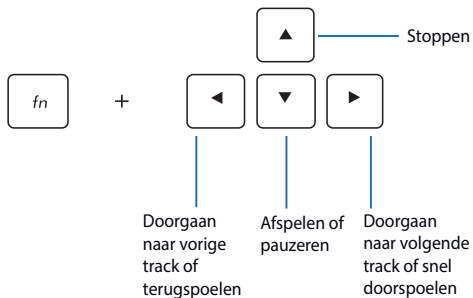 Stoppen
fn +
Doorgaan
naar vorige
track of
terugspoelen
Afspelen of
pauzeren
Doorgaan
naar volgende
track of snel
doorspoelen